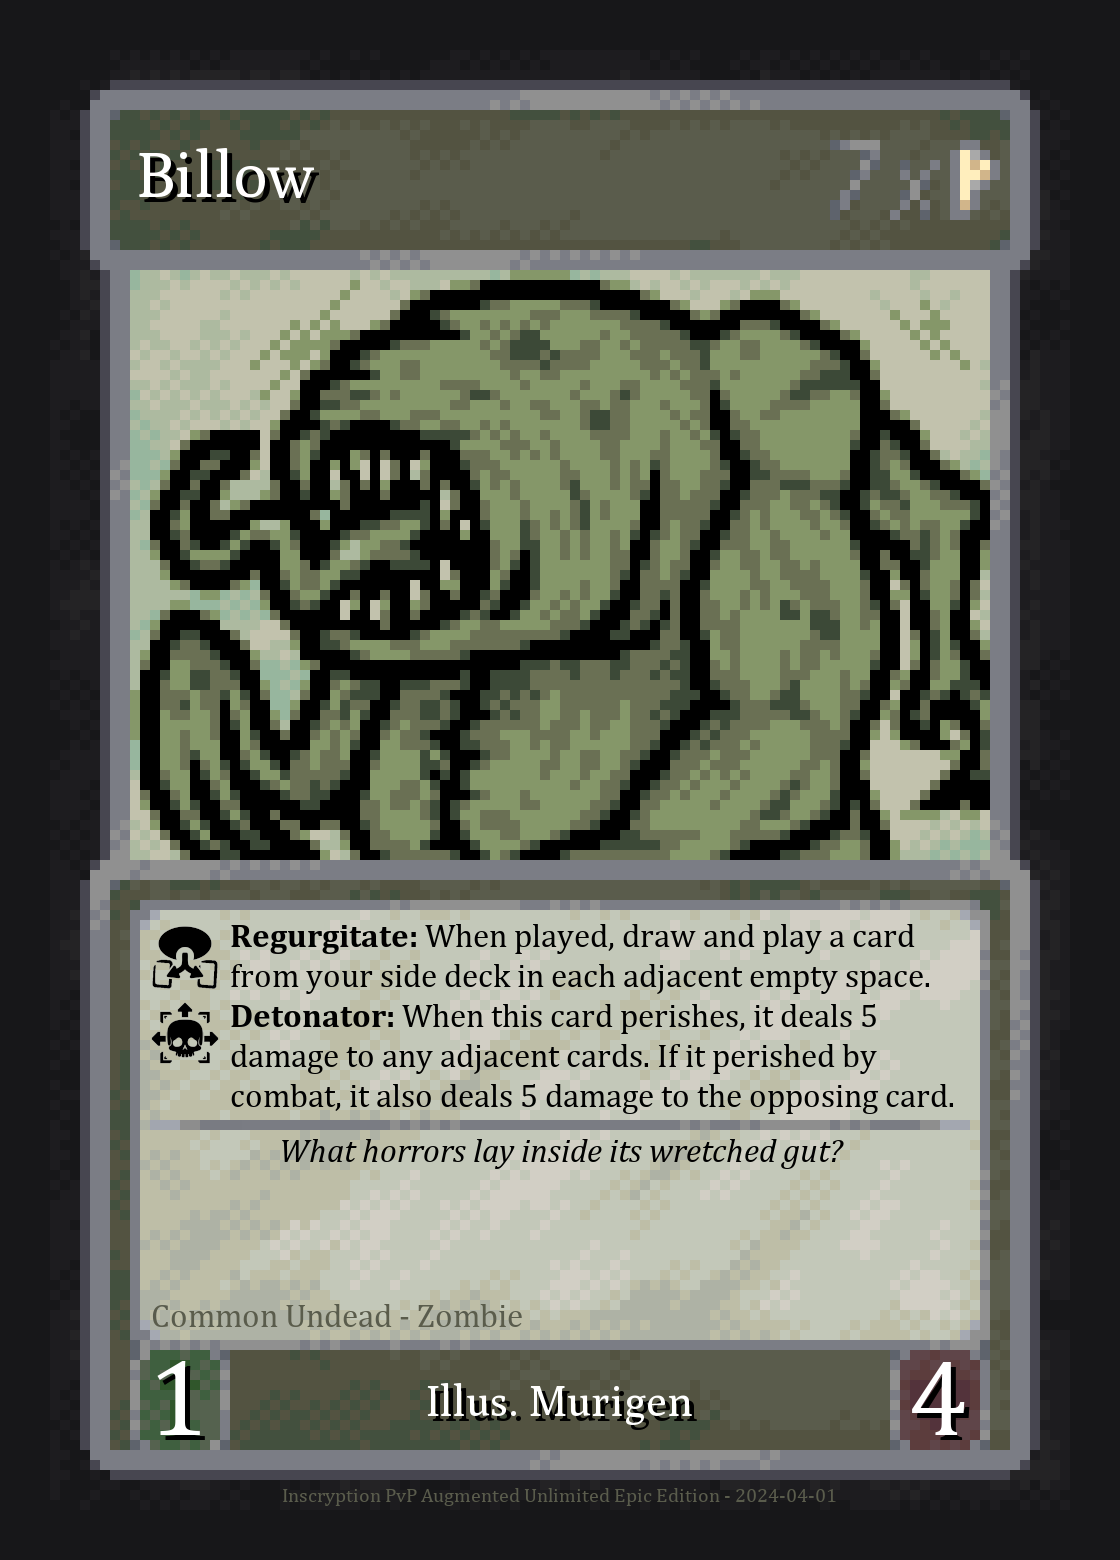 Billow
7 x
Regurgitate: When played, draw and play a card
from your side deck in each adjacent empty space.
Detonator: When this card perishes, it deals 5
damage to any adjacent cards. If it perished by
combat, it also deals 5 damage to the opposing card.
What horrors lay inside its wretched gut?
Common Undead - Zombie
1
Illus. Murigen
4
Inscryption PvP Augmented Unlimited Epic Edition - 2024-04-01